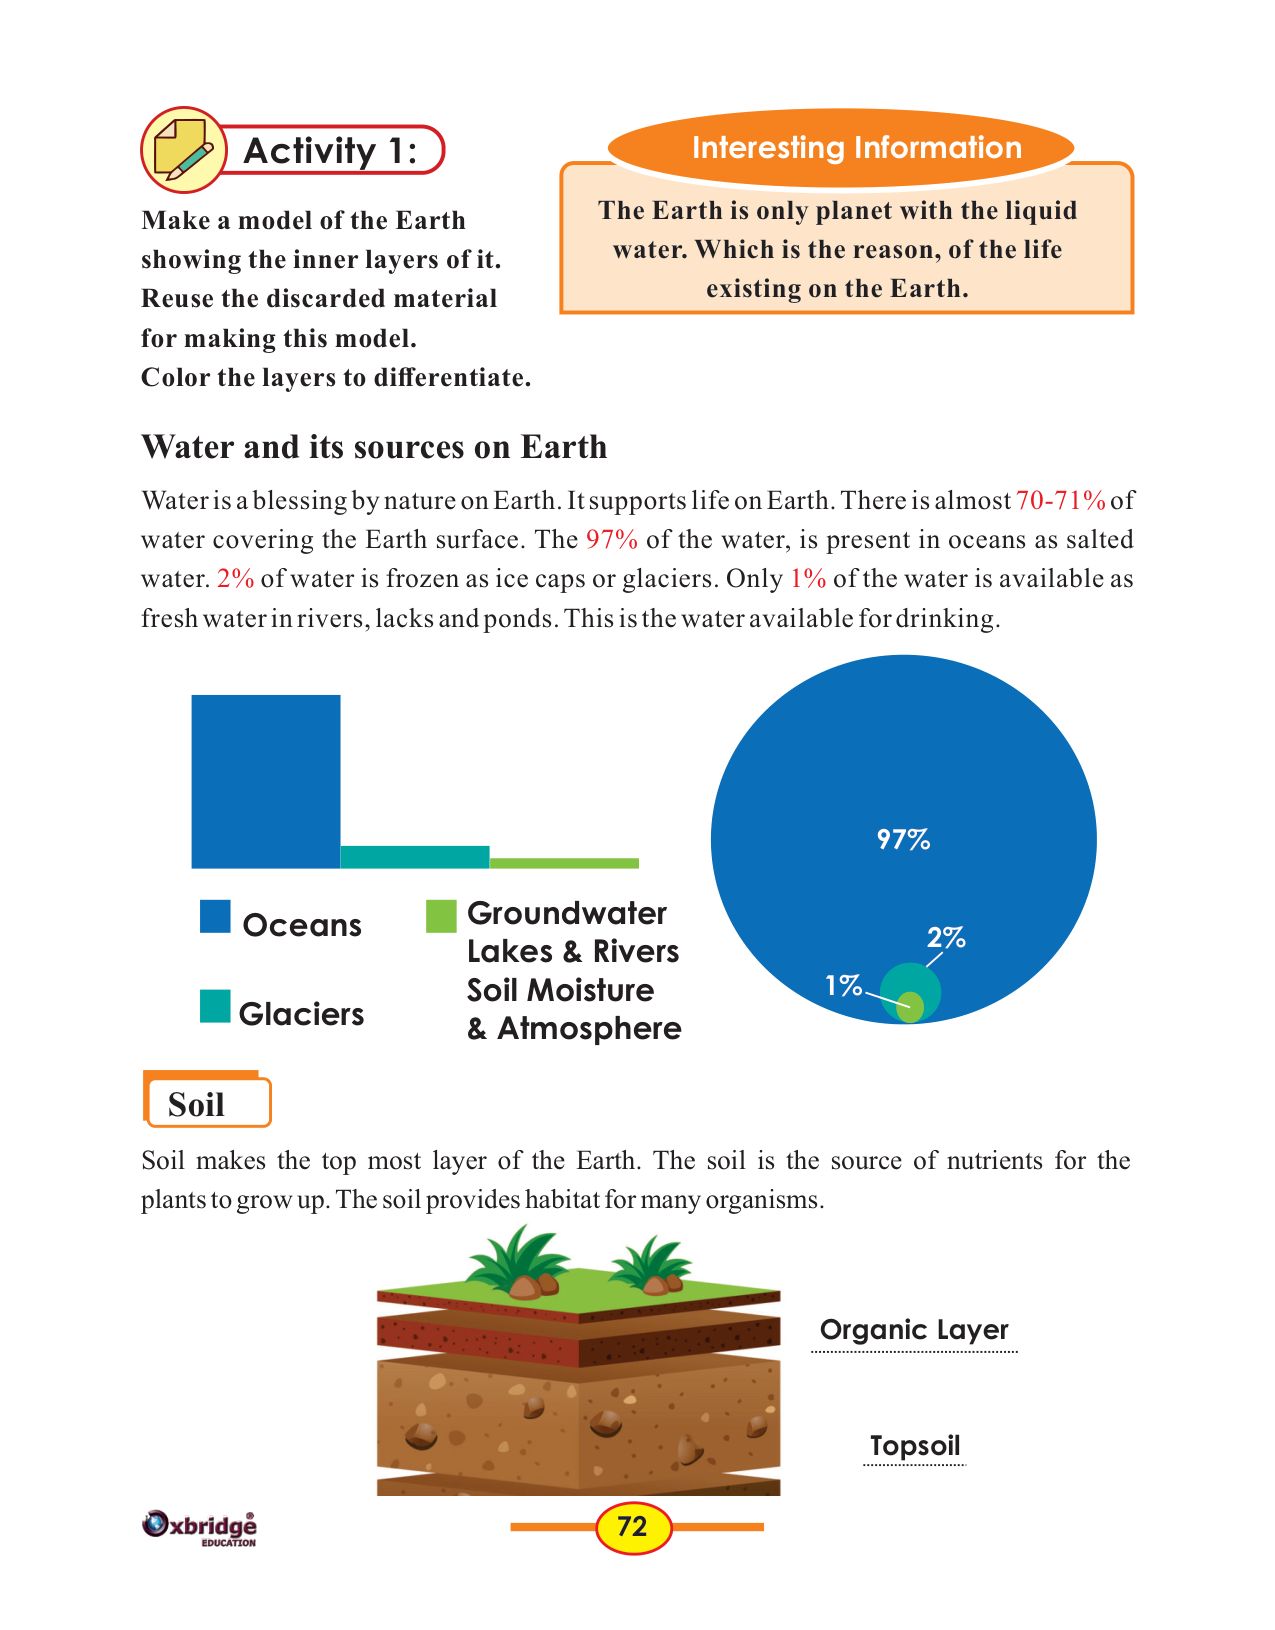 Activity 1:
Make a model of the Earth
showing the inner layers of it.
Reuse the discarded material
for making this model.
Color the layers to differentiate.
Interesting Information
The Earth is only planet with the liquid
water. Which is the reason, of the life
existing on the Earth.
Water and its sources on Earth
Water is a blessing by nature on Earth. It supports life on Earth. There is almost 70-71% of
water covering the Earth surface. The 97% of the water, is present in oceans as salted
water. 2% of water is frozen as ice caps or glaciers. Only 1% of the water is available as
fresh water in rivers, lacks and ponds. This is the water available for drinking.
97%
2%
1%
Oceans
Glaciers
Groundwater
Lakes & Rivers
Soil Moisture
& Atmosphere
Soil
Soil makes the top most layer of the Earth. The soil is the source of nutrients for the
plants to grow up. The soil provides habitat for many organisms.
Organic Layer
Topsoil
Oxbridge®
EDUCATION
72